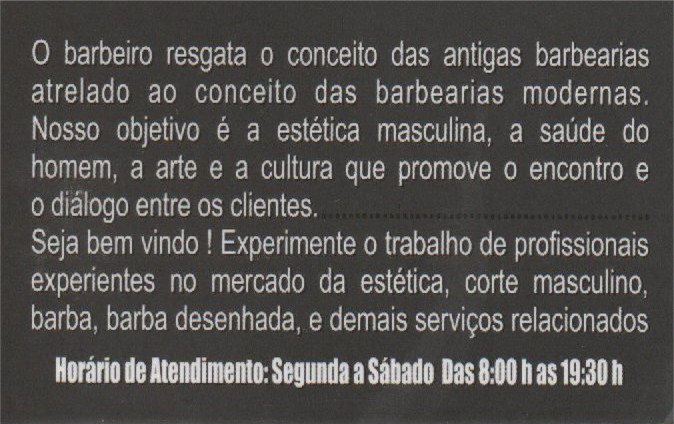 O barbeiro resgata o conceito das antigas barbearias
atrelado ao conceito das barbearias modernas.
Nosso objetivo é a estética masculina, a saúde do
homem, a arte e a cultura que promove o encontro e
o diálogo entre os clientes.
Seja bem vindo ! Experimente o trabalho de profissionais
experientes no mercado da estética, corte masculino,
barba, barba desenhada, e demais serviços relacionados
Horário de Atendimento: Segunda a Sábado Das 8:00 h as 19:30 h